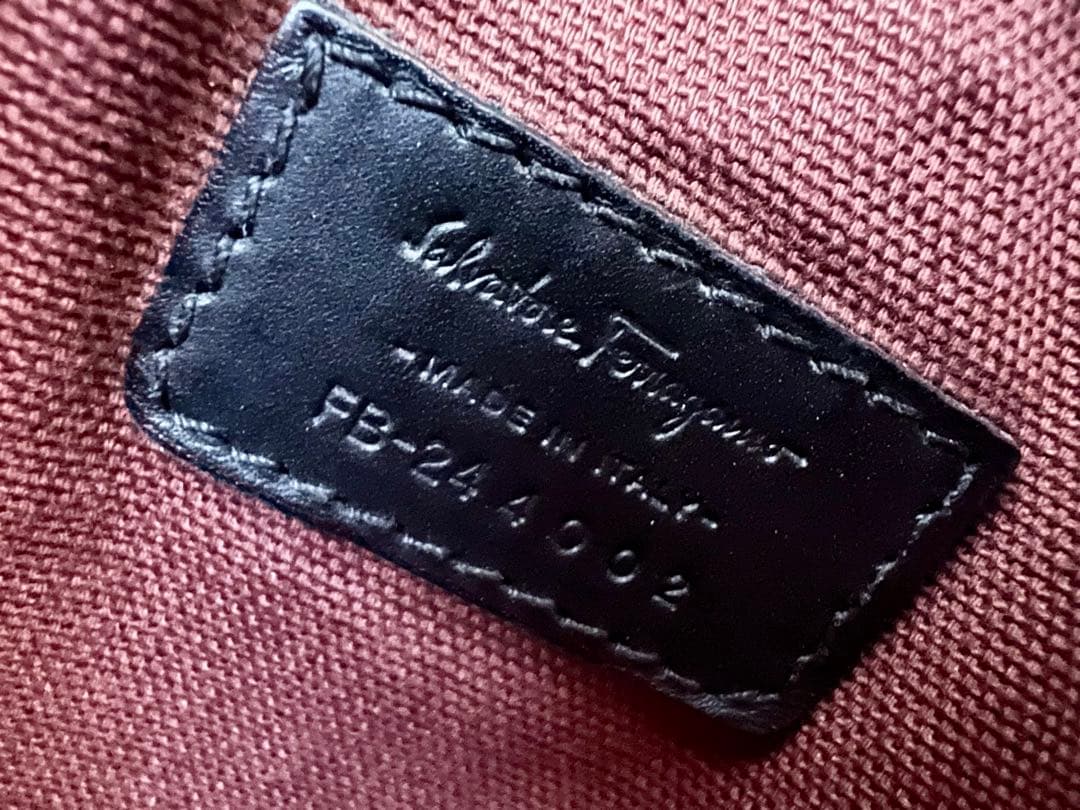 Salvatore Ferragamo
-MADE IN ITALY-
FB-24 4002